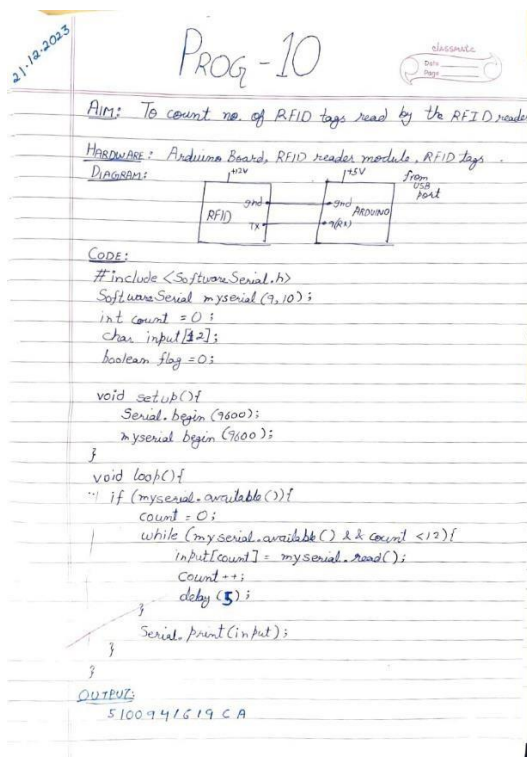 21.12.2023
PROG-10
classmate
Date
Page
AIM: To count no. of RFID tags read by the RFID reader
HARDWARE: Arduino Board, RFID reader module, RFID tags.
DIAGRAM:
+12V
+5V
from USB port
RFID
gnd
gnd
ARDUINO
TX
9(RX)
CODE:
#include <SoftwareSerial.h>
SoftwareSerial myserial (9,10);
int count = 0;
char input[12];
boolean flag = 0;
void setup(){
Serial.begin (9600);
myserial begin (9600);
}
void loop(){
if (myserial.available()){
count = 0;
while (myserial.available() && count <12){
input[count] = myserial.read();
Count++;
delay (5);
}
Serial.print(input);
}
}
OUTPUT:
5100941619CA